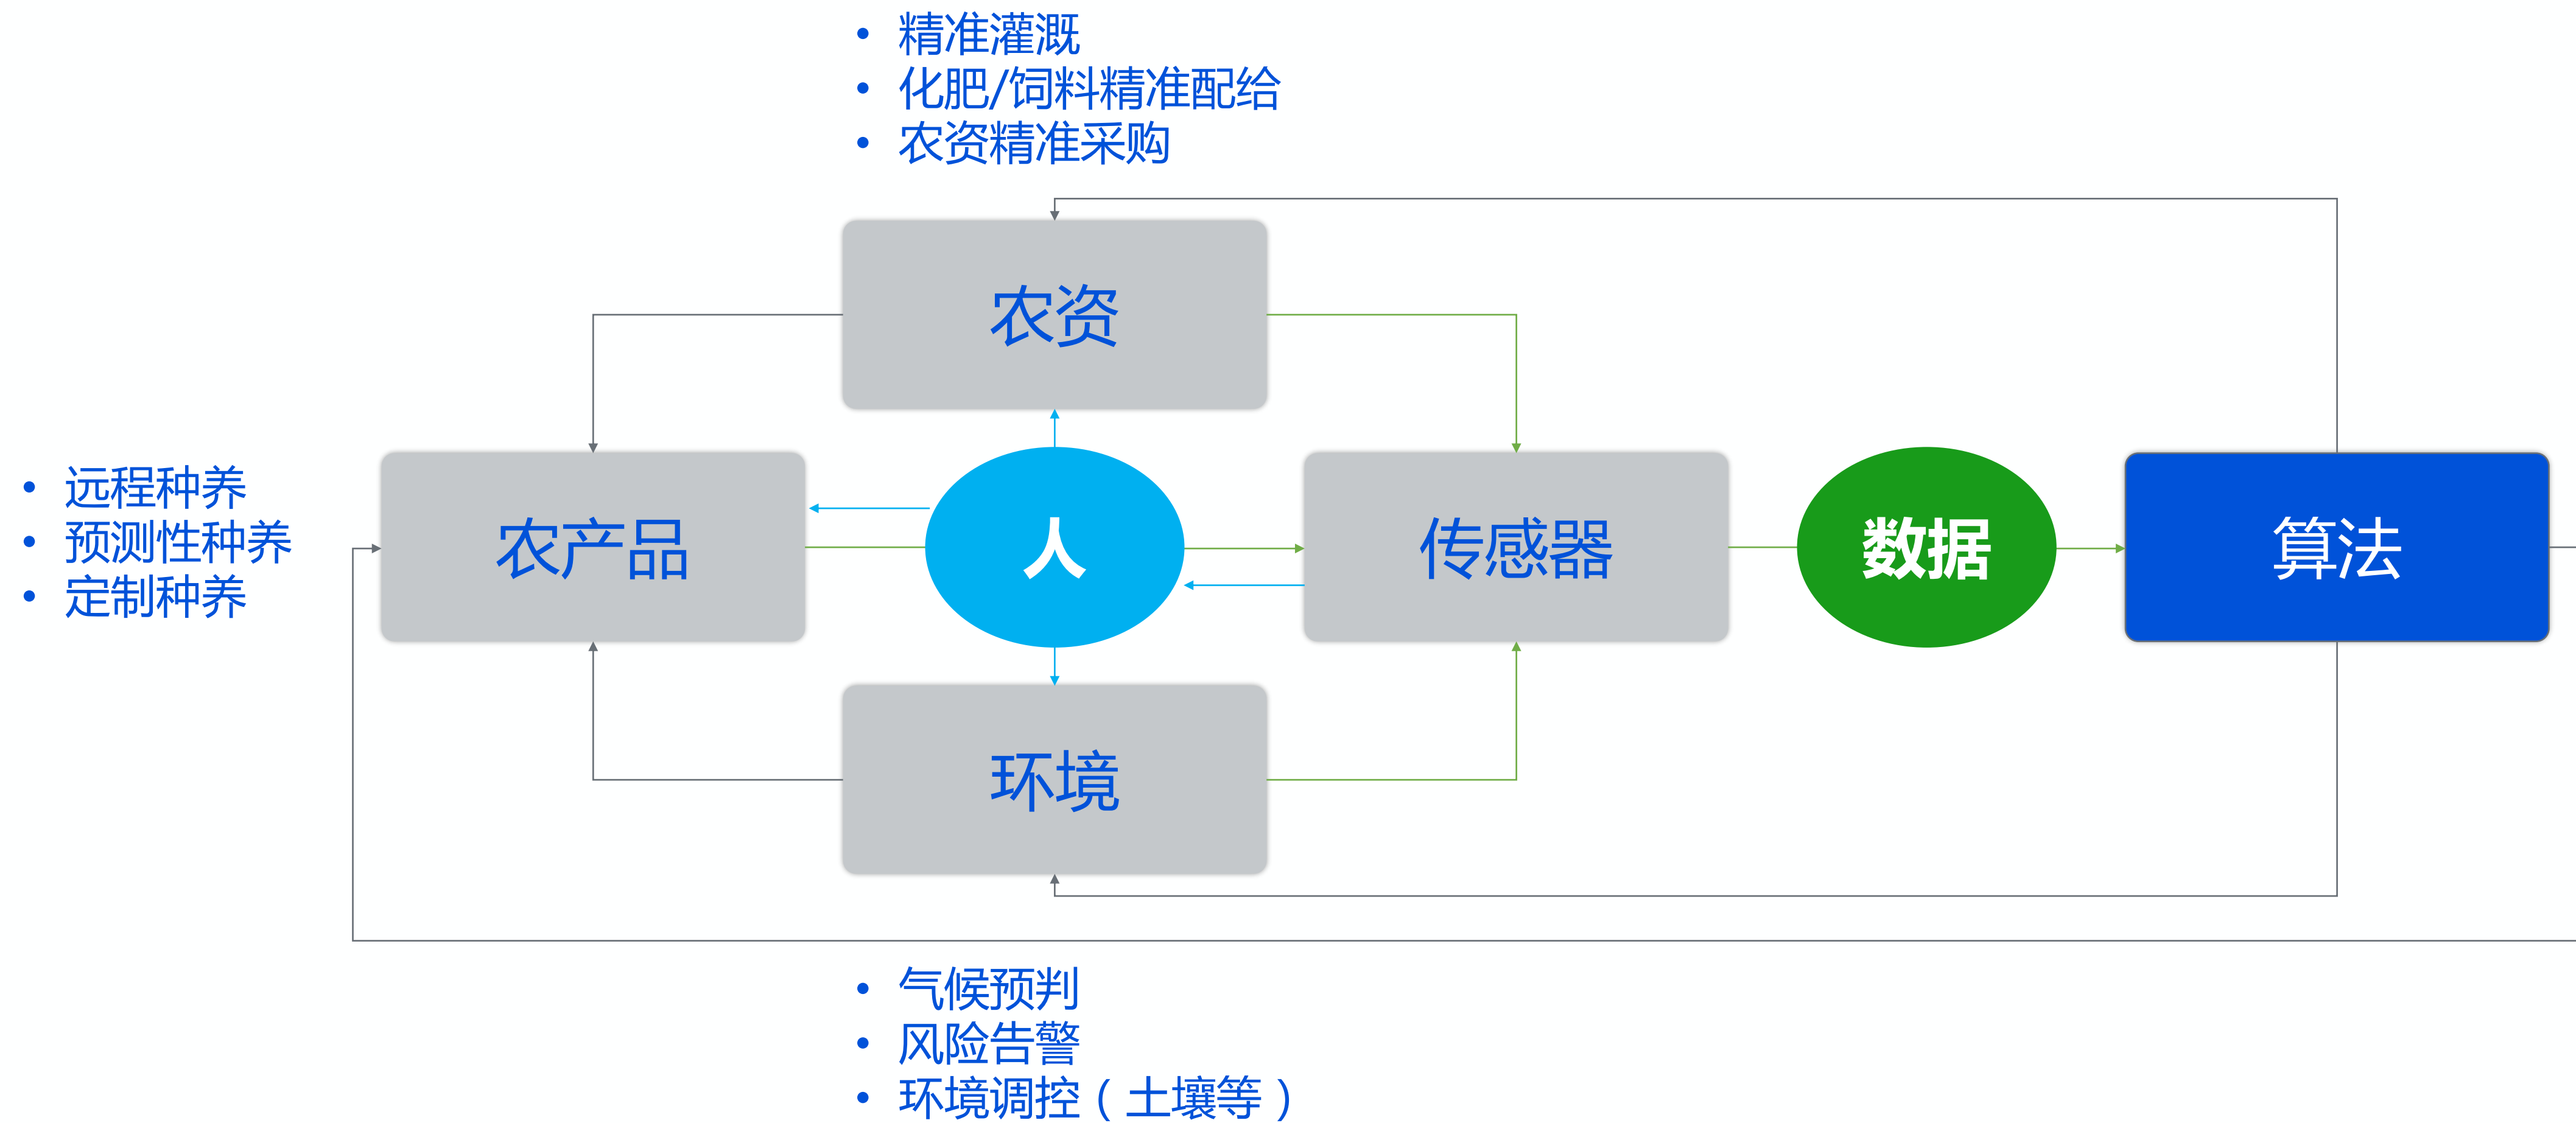 • 精准灌溉
• 化肥/饲料精准配给
• 农资精准采购
农资
• 远程种养
• 预测性种养
• 定制种养
农产品
人
传感器
数据
算法
环境
• 气候预判
• 风险告警
• 环境调控（土壤等）